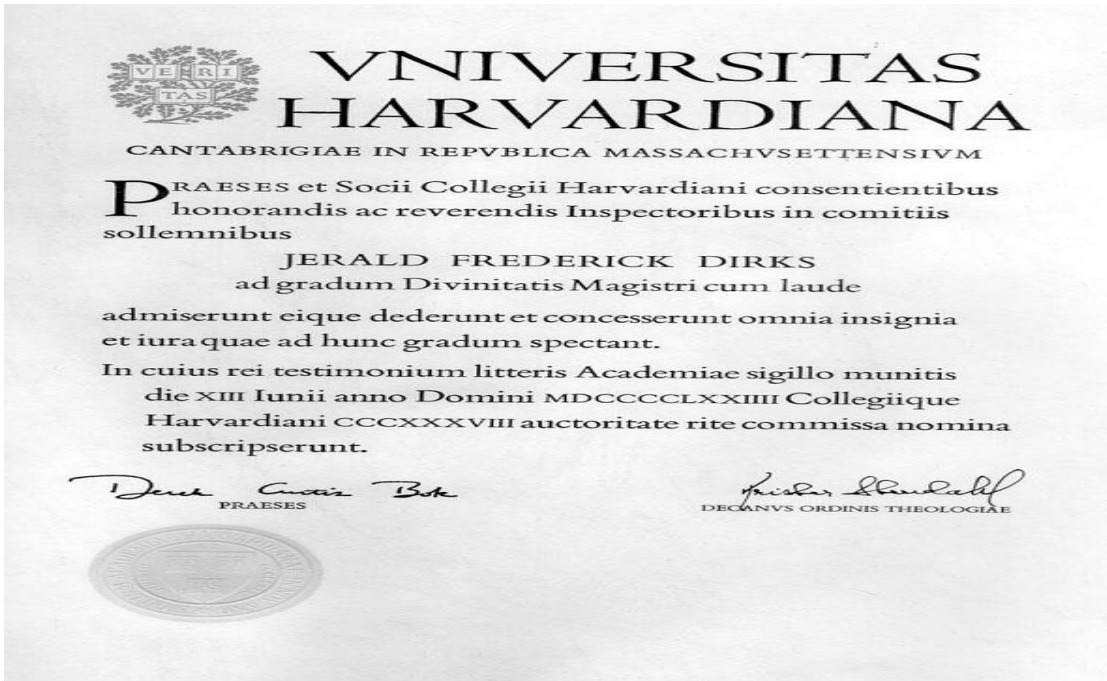 VE RI
TAS
VNIVERSITAS
HARVARDIANA
CANTABRIGIAE IN REPVBLICA MASSACHVSETTENSIVM
PRAESES et Socii Collegii Harvardiani consentientibus
honorandis ac reverendis Inspectoribus in comitiis
sollemnibus
JERALD FREDERICK DIRKS
ad gradum Divinitatis Magistri cum laude
admiserunt eique dederunt et concesserunt omnia insignia
et iura quae ad hunc gradum spectant.
In cuius rei testimonium litteris Academiae sigillo munitis
die XIII Iunii anno Domini MDCCCCLXXIIII Collegiique
Harvardiani CCCXXXVIII auctoritate rite commissa nomina
subscripserunt.
Derek Curtis Bok
Krister Stendahl
PRAESES
DECANVS ORDINIS THEOLOGIAE